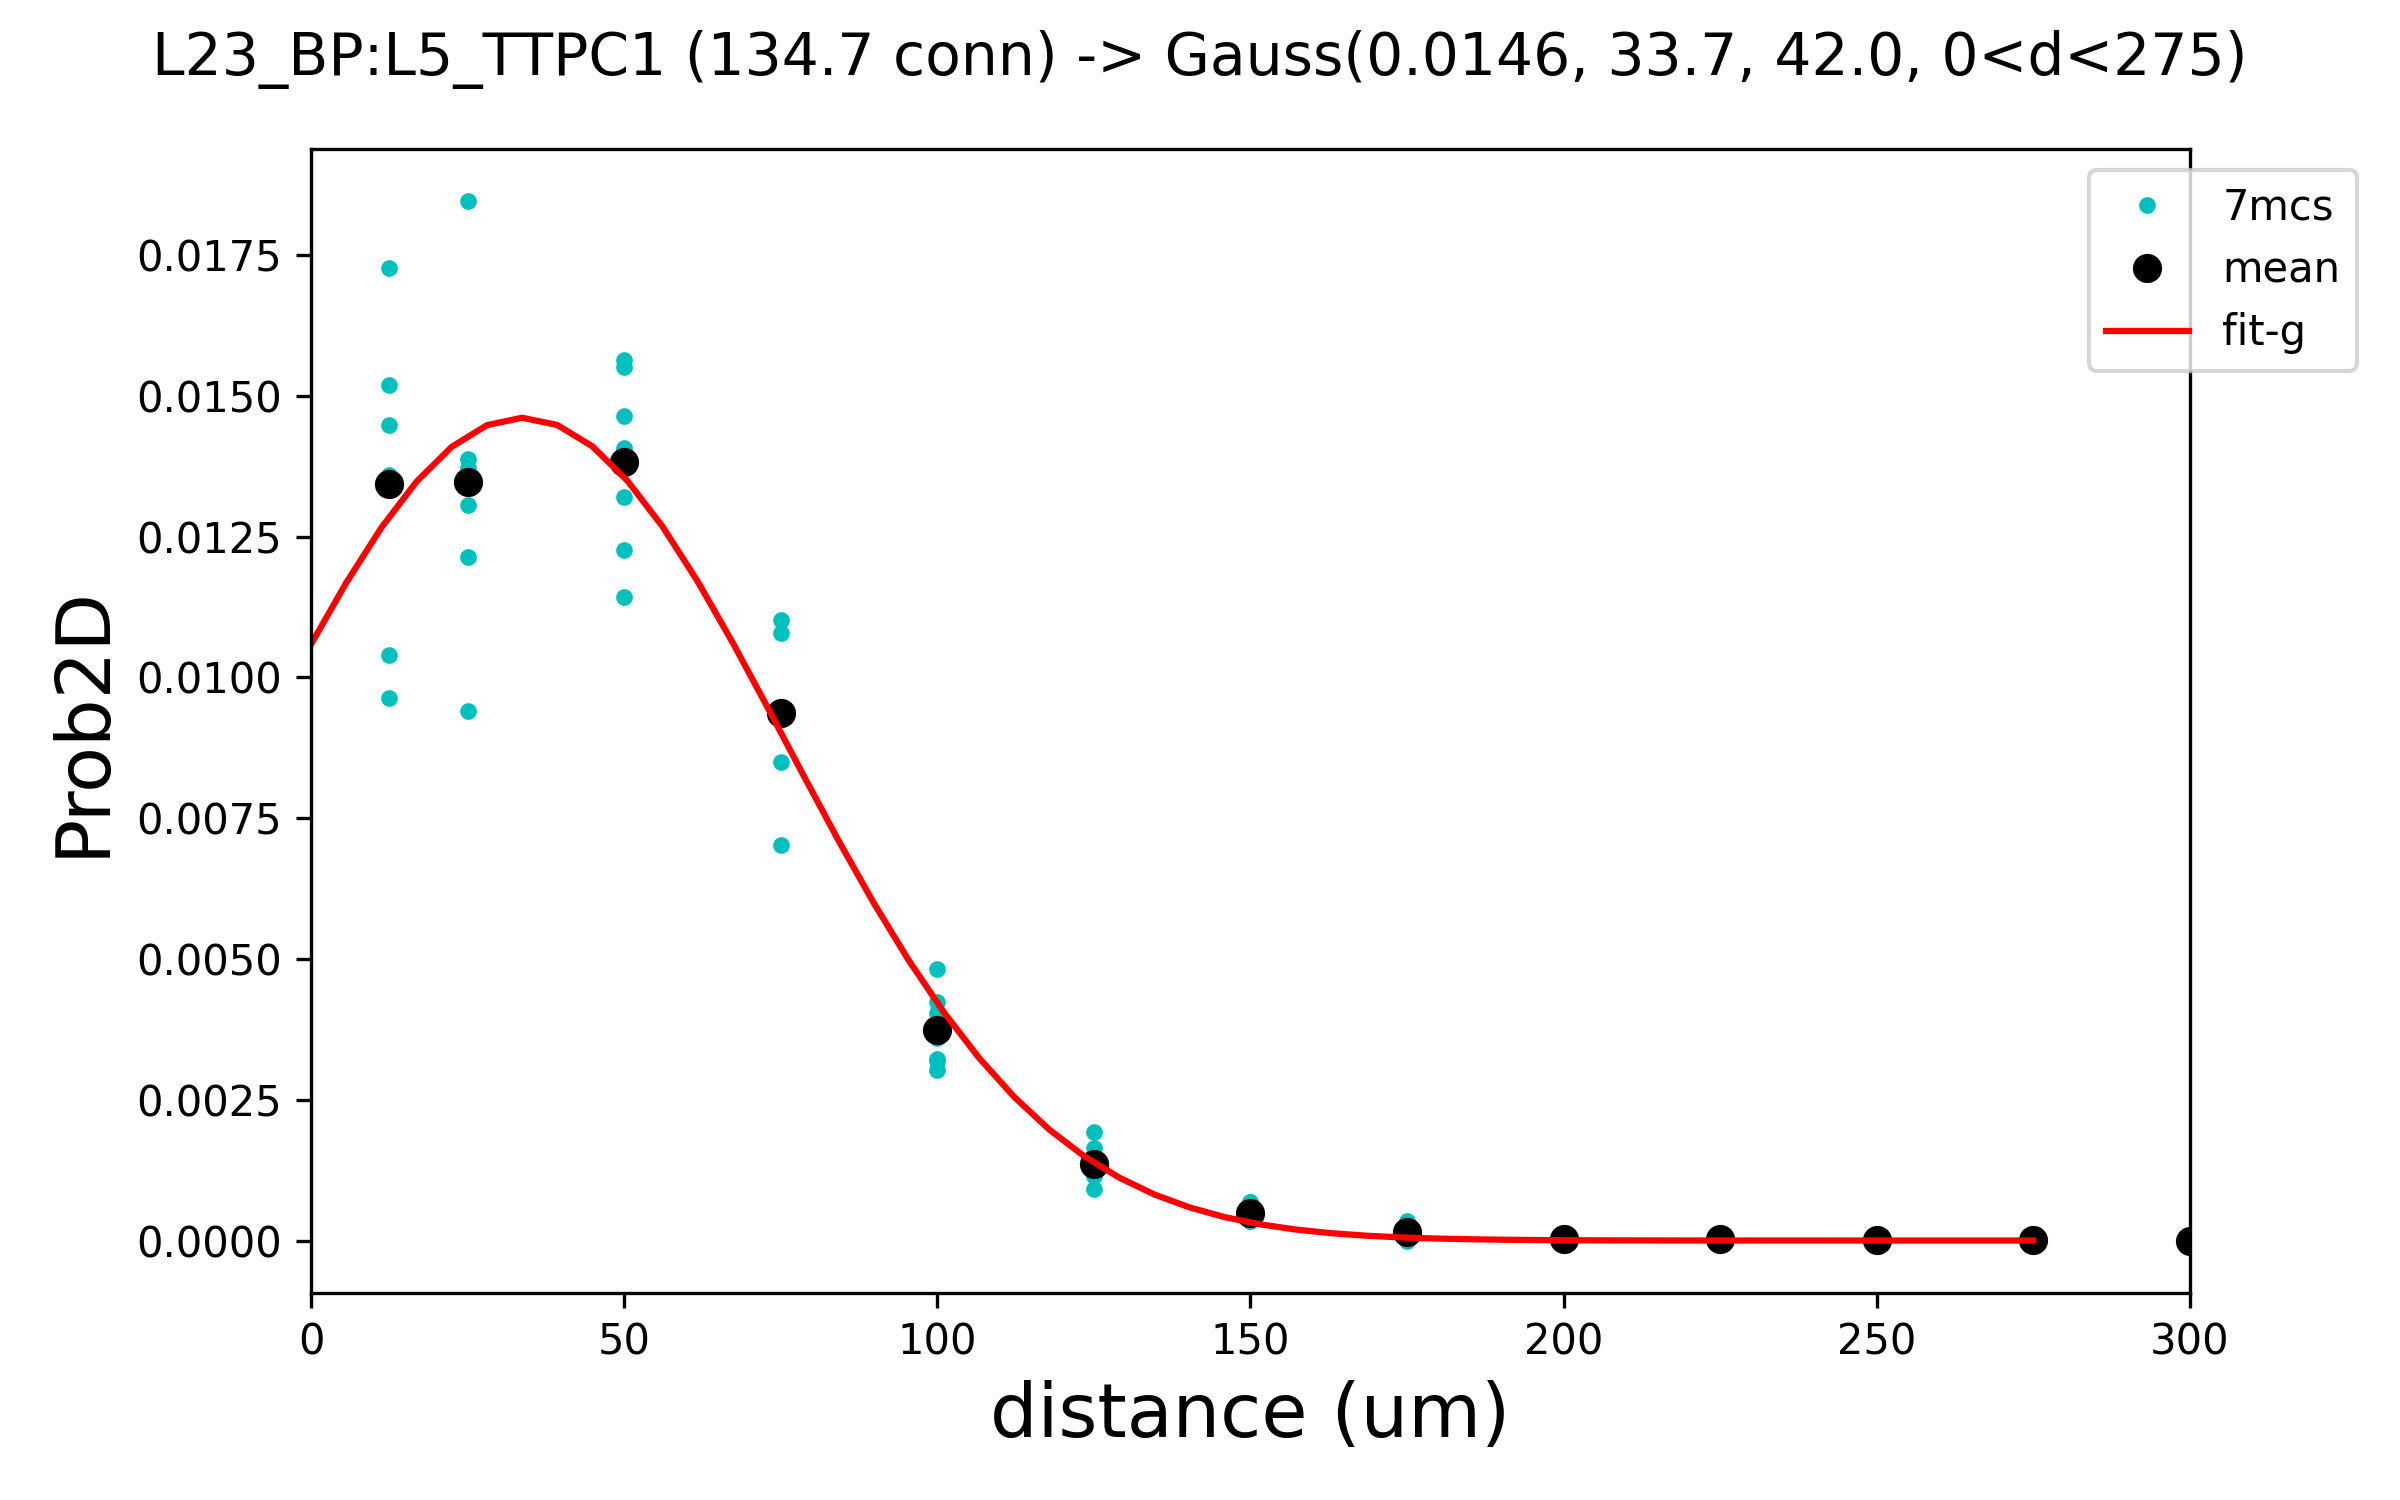 L23_BP:L5_TTPC1 (134.7 conn) -> Gauss(0.0146, 33.7, 42.0, 0<d<275)
7mcs
mean
fit-g
0.0175
0.0150
0.0125
0.0100
0.0075
0.0050
0.0025
0.0000
Prob2D
0 50 100 150 200 250 300
distance (um)